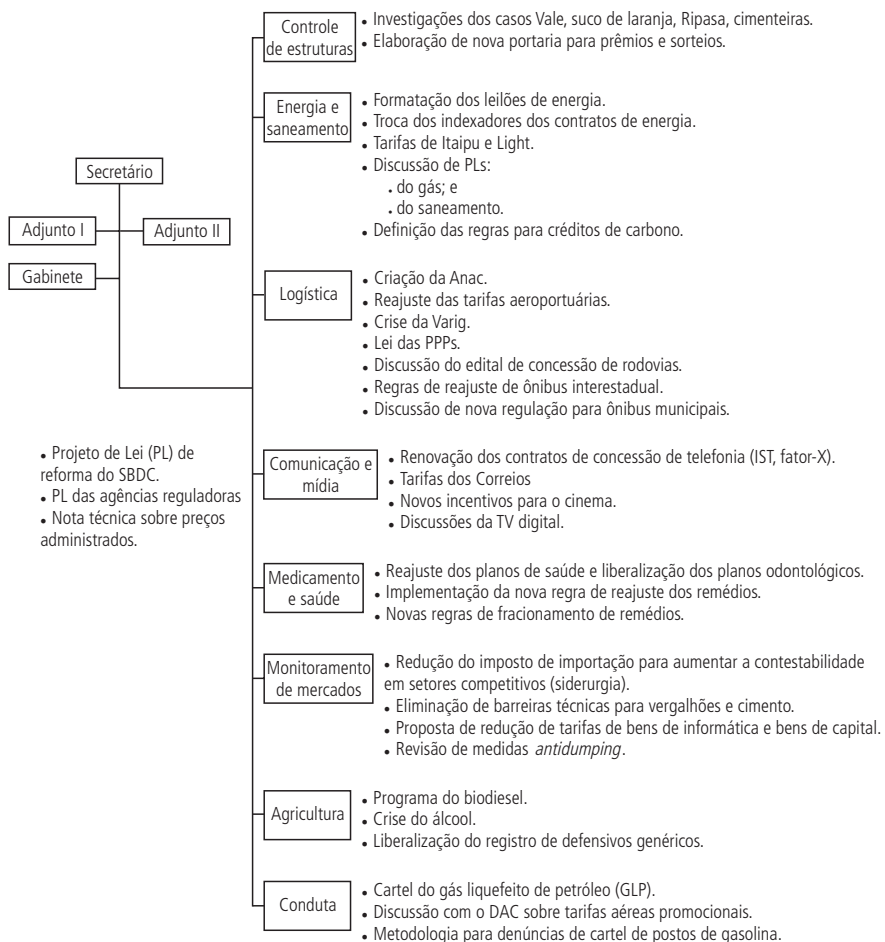 Secretário
Adjunto I
Adjunto II
Gabinete
• Projeto de Lei (PL) de
reforma do SBDC.
• PL das agências reguladoras
• Nota técnica sobre preços
administrados.
Controle
de estruturas
• Investigações dos casos Vale, suco de laranja, Ripasa, cimenteiras.
• Elaboração de nova portaria para prêmios e sorteios.
Energia e
saneamento
• Formatação dos leilões de energia.
• Troca dos indexadores dos contratos de energia.
• Tarifas de Itaipu e Light.
• Discussão de PLs:
• do gás; e
• do saneamento.
• Definição das regras para créditos de carbono.
Logística
• Criação da Anac.
• Reajuste das tarifas aeroportuárias.
• Crise da Varig.
• Lei das PPPs.
• Discussão do edital de concessão de rodovias.
• Regras de reajuste de ônibus interestadual.
• Discussão de nova regulação para ônibus municipais.
Comunicação e
mídia
• Renovação dos contratos de concessão de telefonia (IST, fator-X).
• Tarifas dos Correios
• Novos incentivos para o cinema.
• Discussões da TV digital.
Medicamento
e saúde
• Reajuste dos planos de saúde e liberalização dos planos odontológicos.
• Implementação da nova regra de reajuste dos remédios.
• Novas regras de fracionamento de remédios.
Monitoramento
de mercados
• Redução do imposto de importação para aumentar a contestabilidade
em setores competitivos (siderurgia).
• Eliminação de barreiras técnicas para vergalhões e cimento.
• Proposta de redução de tarifas de bens de informática e bens de capital.
• Revisão de medidas antidumping.
Agricultura
• Programa do biodiesel.
• Crise do álcool.
• Liberalização do registro de defensivos genéricos.
Conduta
• Cartel do gás liquefeito de petróleo (GLP).
• Discussão com o DAC sobre tarifas aéreas promocionais.
• Metodologia para denúncias de cartel de postos de gasolina.